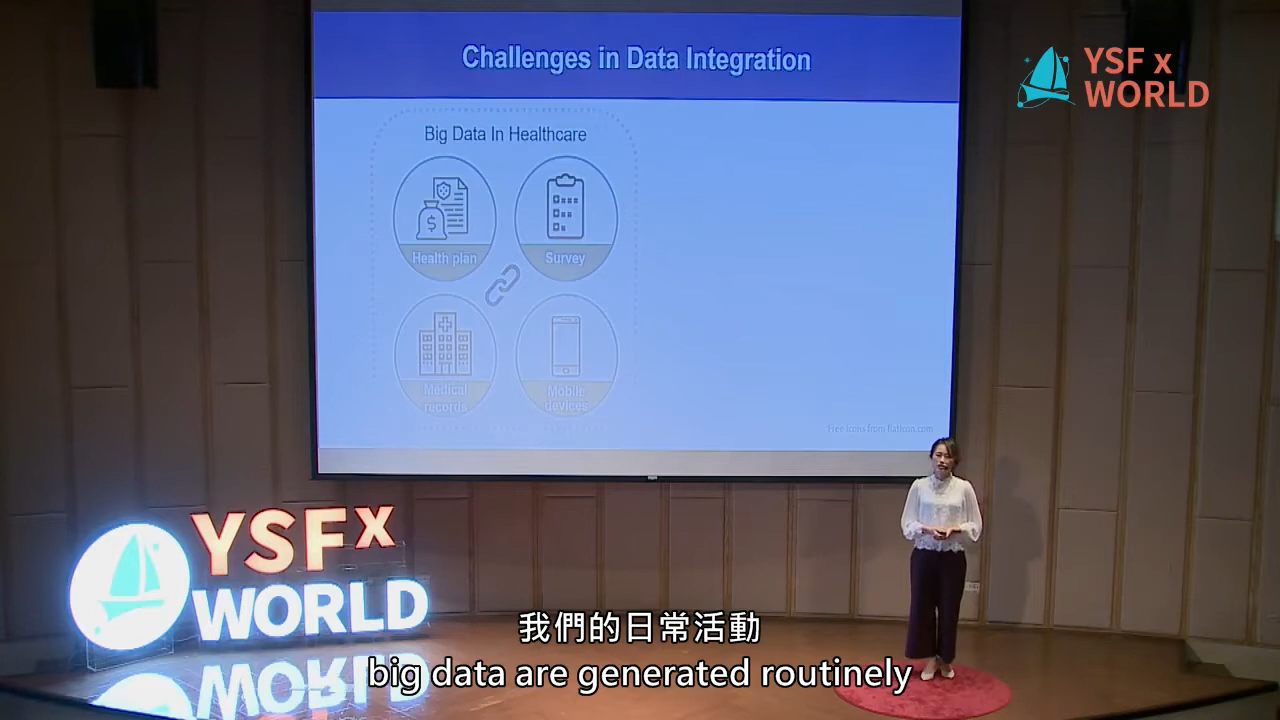 Challenges in Data Integration
YSF x
WORLD
Big Data In Healthcare
Health plan
Survey
Medical
records
Mobile
devices
Free Icons from flaticon.com
YSFx
WORLD
我們的日常活動
big data are generated routinely